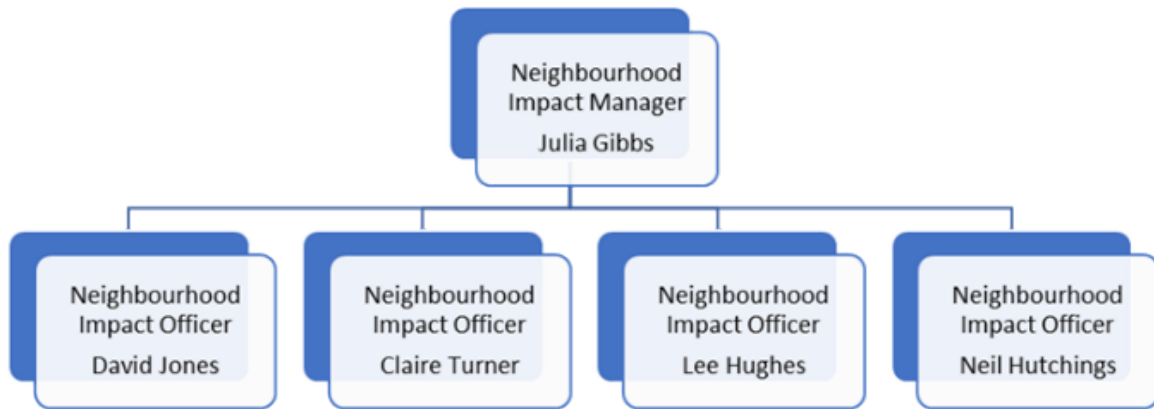 Neighbourhood
Impact Manager
Julia Gibbs
Neighbourhood
Impact Officer
David Jones
Neighbourhood
Impact Officer
Claire Turner
Neighbourhood
Impact Officer
Lee Hughes
Neighbourhood
Impact Officer
Neil Hutchings